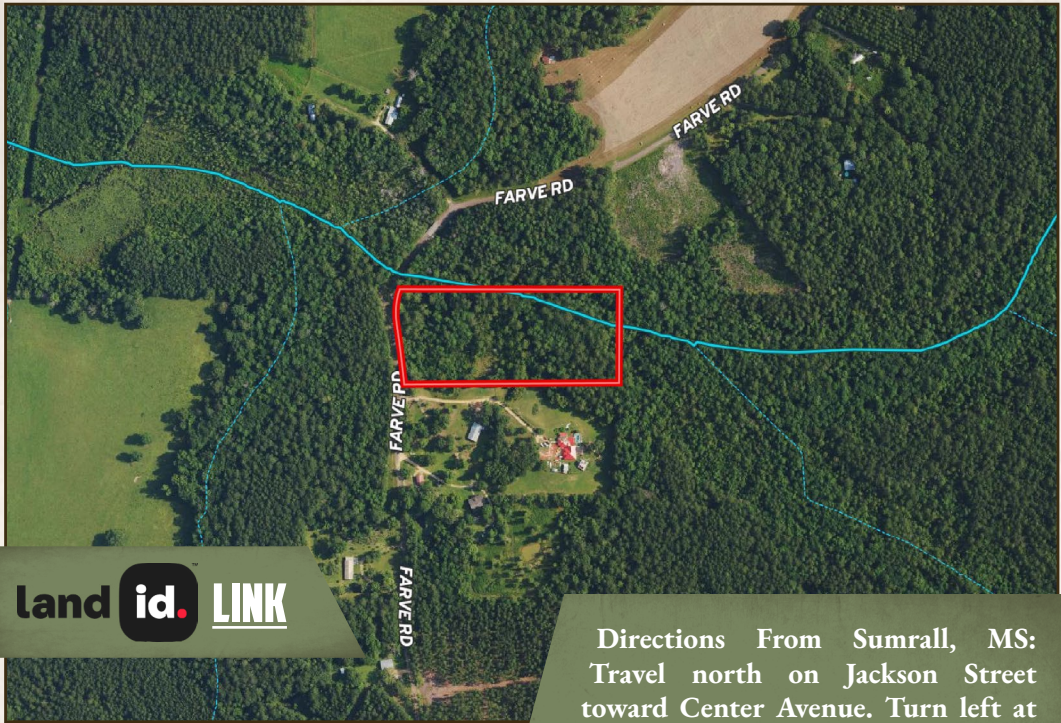 FARVE RD
FARVE RD
FARVE RD
FARVE RD
land id.™ LINK
Directions From Sumrall, MS:
Travel north on Jackson Street
toward Center Avenue. Turn left at